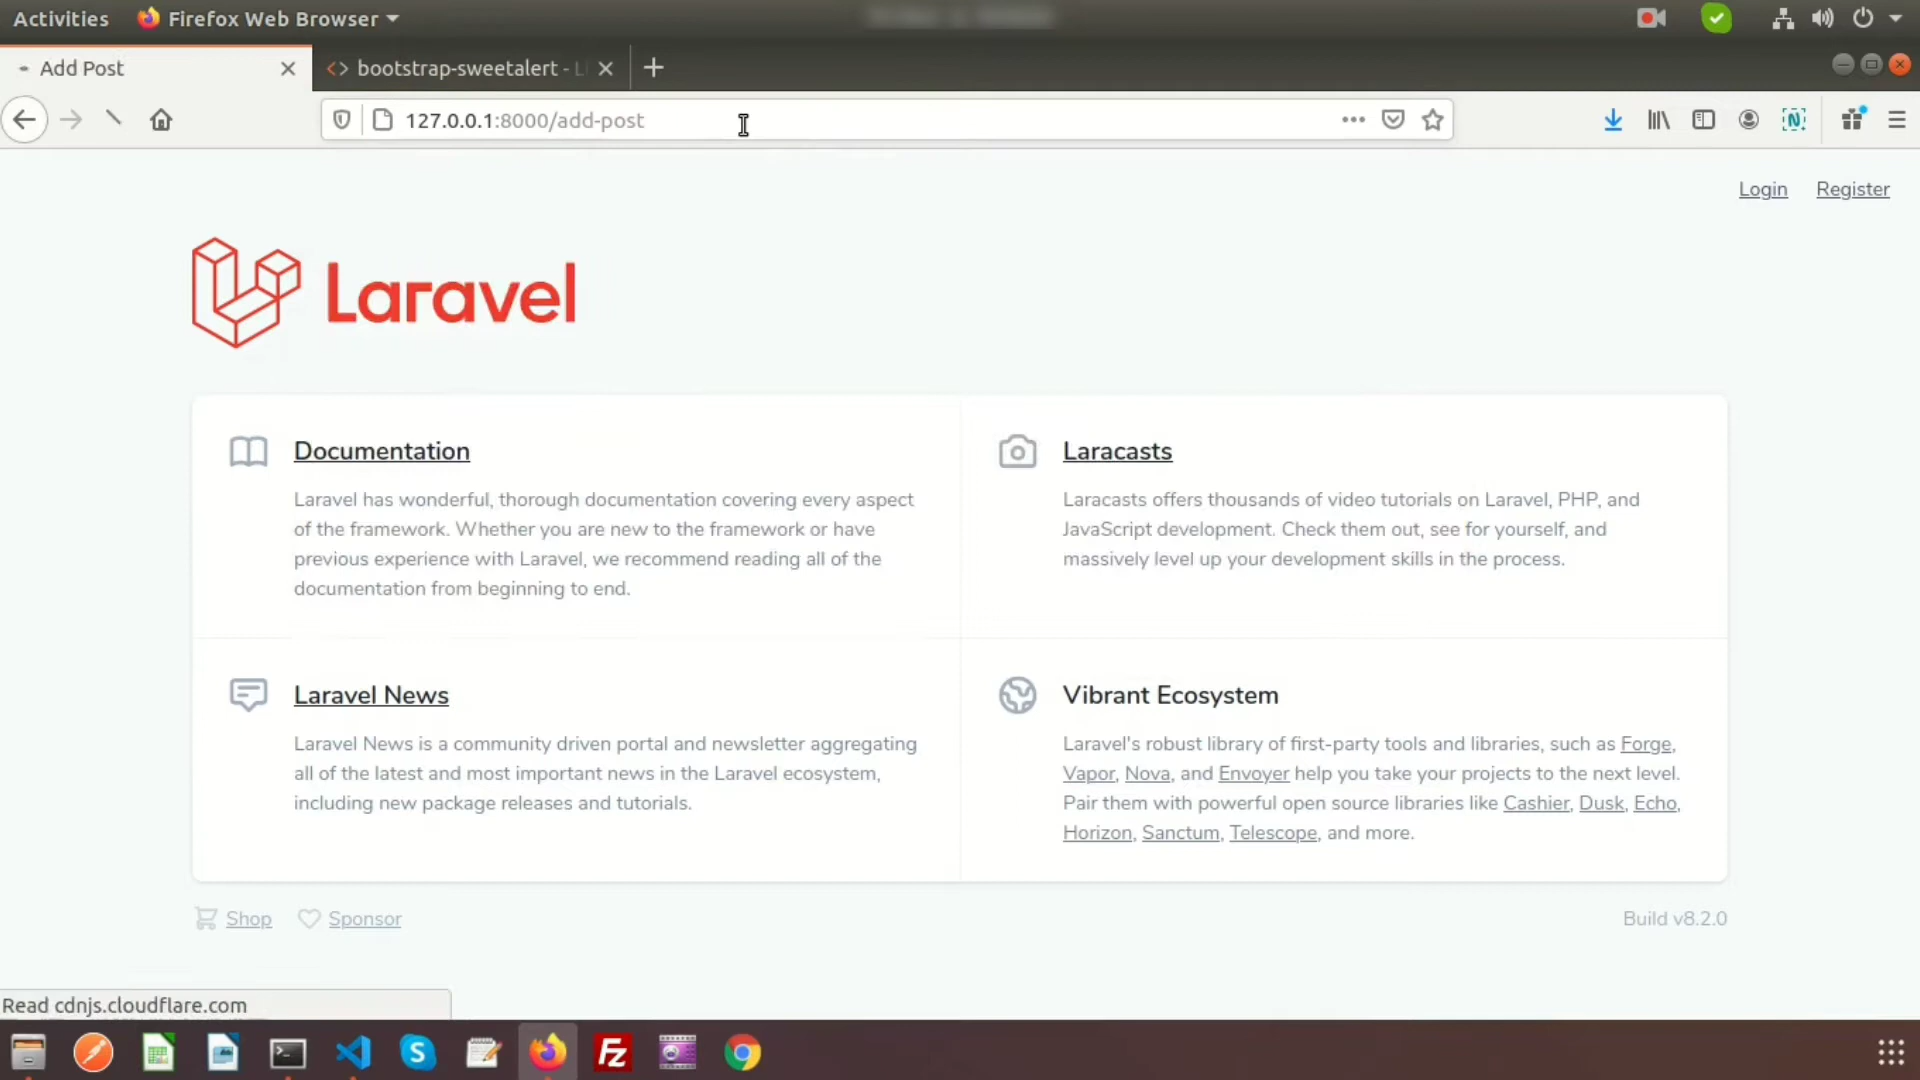 Activities Firefox Web Browser
Add Post
bootstrap-sweetalert - L
127.0.0.1:8000/add-post
Login Register
Laravel
Documentation
Laravel has wonderful, thorough documentation covering every aspect
of the framework. Whether you are new to the framework or have
previous experience with Laravel, we recommend reading all of the
documentation from beginning to end.
Laracasts
Laracasts offers thousands of video tutorials on Laravel, PHP, and
JavaScript development. Check them out, see for yourself, and
massively level up your development skills in the process.
Laravel News
Laravel News is a community driven portal and newsletter aggregating
all of the latest and most important news in the Laravel ecosystem,
including new package releases and tutorials.
Vibrant Ecosystem
Laravel's robust library of first-party tools and libraries, such as Forge,
Vapor, Nova, and Envoyer help you take your projects to the next level.
Pair them with powerful open source libraries like Cashier, Dusk, Echo,
Horizon, Sanctum, Telescope, and more.
Shop Sponsor
Build v8.2.0
Read cdnjs.cloudflare.com